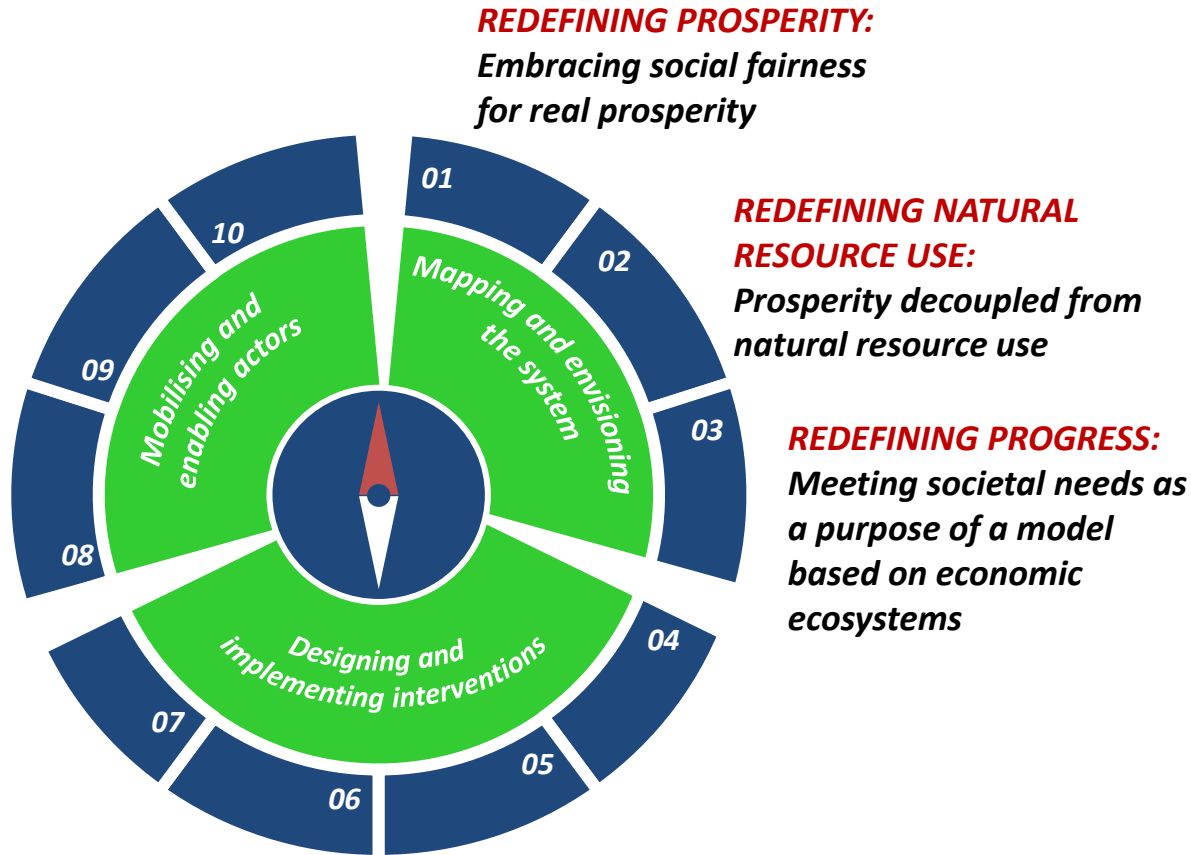 REDEFINING PROSPERITY:
Embracing social fairness
for real prosperity
REDEFINING NATURAL
RESOURCE USE:
Prosperity decoupled from
natural resource use
REDEFINING PROGRESS:
Meeting societal needs as
a purpose of a model
based on economic
ecosystems
01
02
03
04
05
06
07
08
09
10
Mapping and envisioning
the system
Designing and
implementing interventions
Mobilising and
enabling actors